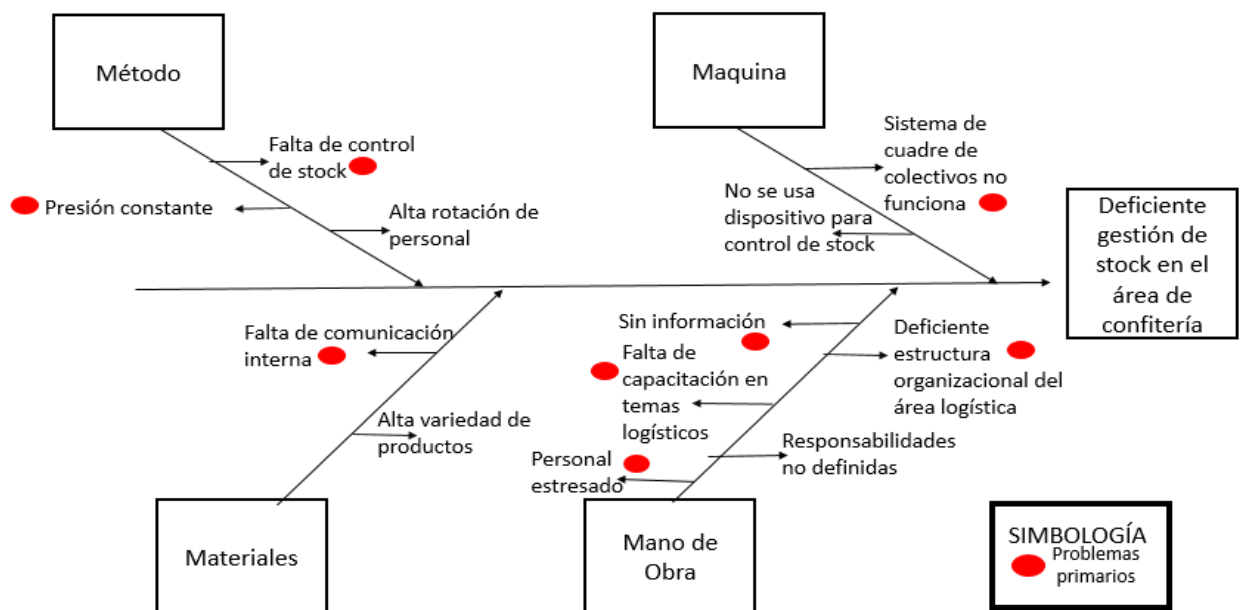 Método
Maquina
Falta de control
de stock
Presión constante
Alta rotación de
personal
Sistema de
cuadre de
colectivos no
funciona
No se usa
dispositivo para
control de stock
Deficiente
gestión de
stock en el
área de
confitería
Falta de comunicación
interna
Alta variedad de
productos
Sin información
Falta de
capacitación en
temas
logísticos
Personal
estresado
Deficiente
estructura
organizacional del
área logística
Responsabilidades
no definidas
Materiales
Mano de
Obra
SIMBOLOGÍA
Problemas
primarios